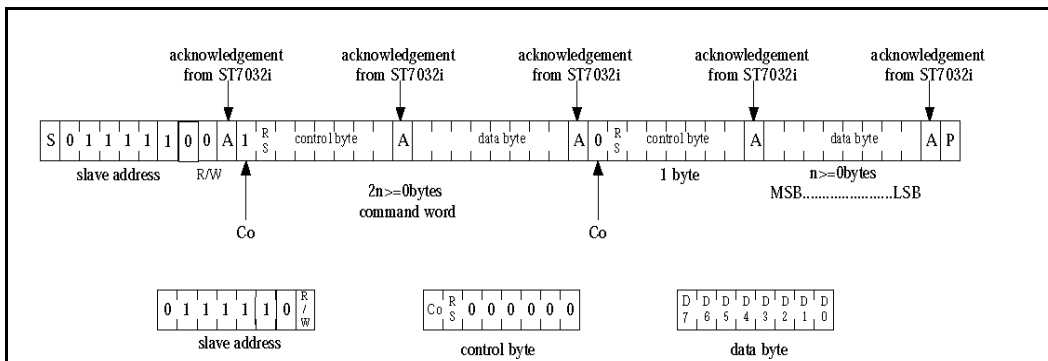 acknowledgement acknowledgement acknowledgement acknowledgement acknowledgement
from ST7032i from ST7032i from ST7032i from ST7032i from ST7032i
S 0 1 1 1 1 1 0 0 A 1 RS control byte A data byte A 0 RS control byte A data byte A P
slave address R/W 1 byte n>=0bytes
2n>=0bytes MSB.......................LSB
command word
Co Co
0 1 1 1 1 1 0 R/W Co RS 0 0 0 0 0 0 D7 D6 D5 D4 D3 D2 D1 D0
slave address control byte data byte